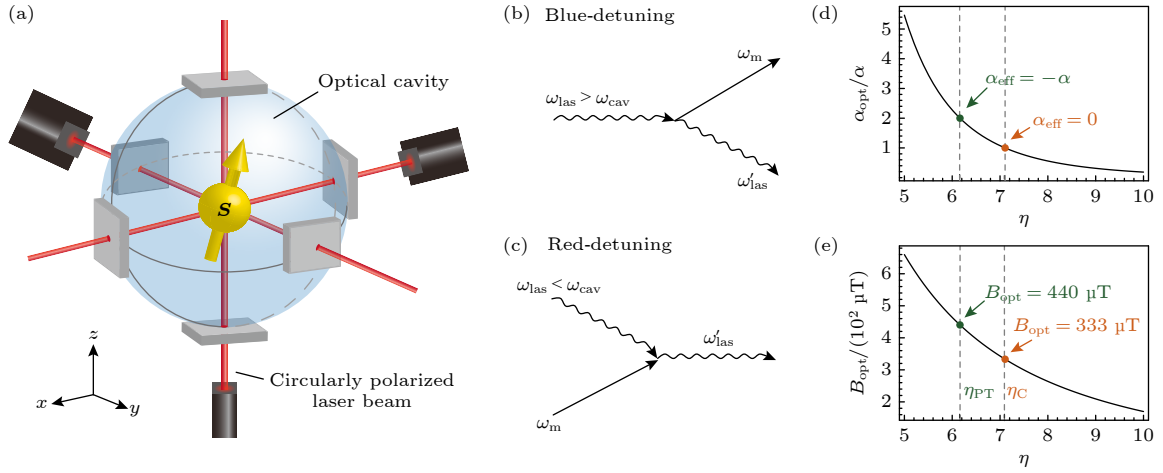 (a)
Optical cavity
S
Circularly polarized
laser beam
z
x
y
(b) Blue-detuning
ωm
ωlas > ωcav
ω′las
(c) Red-detuning
ωlas < ωcav
ω′las
ωm
(d)
αopt/α
5
4
3
2
1
αeff = −α
αeff = 0
5 6 7 8 9 10
η
(e)
Bopt/(10² µT)
6
5
4
3
2
Bopt = 440 µT
Bopt = 333 µT
ηPT
ηC
5 6 7 8 9 10
η